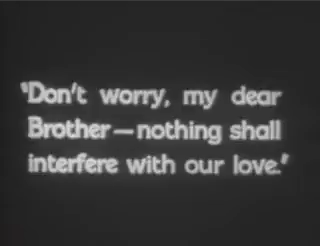 "Don't worry, my dear
Brother—nothing shall
interfere with our love."